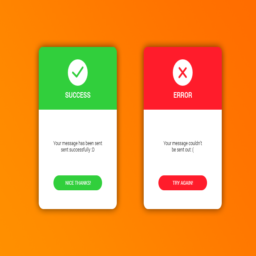 SUCCESS
Your message has been sent
sent successfully :D
NICE THANKS!
ERROR
Your message couldn't
be sent out :(
TRY AGAIN!